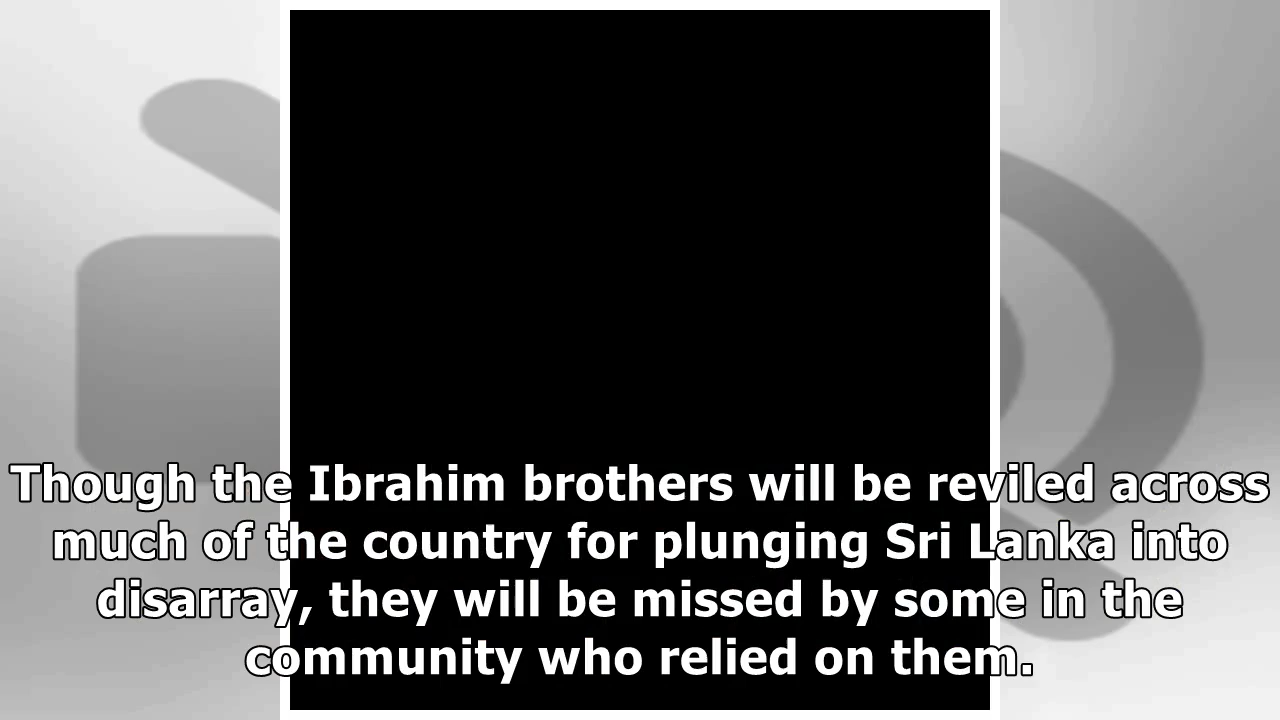 Though the Ibrahim brothers will be reviled across
much of the country for plunging Sri Lanka into
disarray, they will be missed by some in the
community who relied on them.